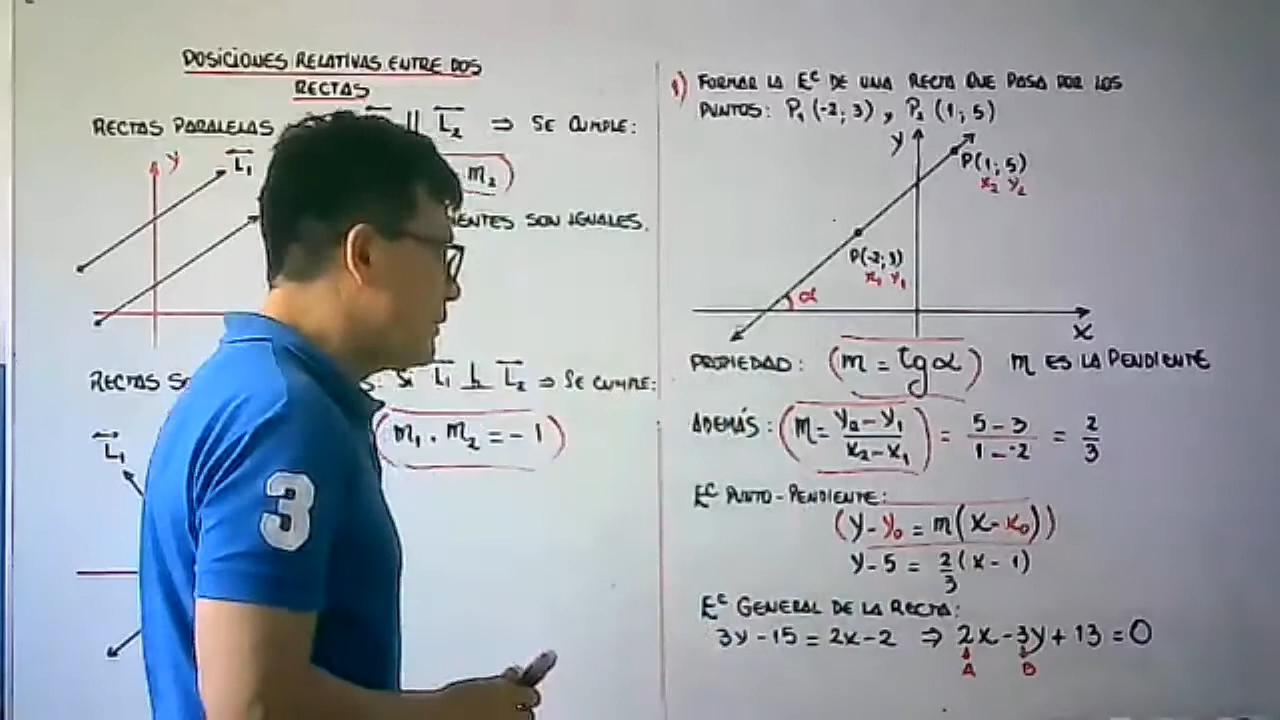 POSICIONES RELATIVAS ENTRE DOS
RECTAS
RECTAS PARALELAS L₁ || L₂ ⇒ SE CUMPLE:
y
L₁
m₂
SON IGUALES.
RECTAS Si L₁ ⊥ L₂ ⇒ SE CUMPLE:
m₁ . m₂ = - 1
L₁
3
1) FORMAR LA Eᶜ DE UNA RECTA QUE PASA POR LOS
PUNTOS: P₁ (-2; 3) , P₂ (1; 5)
y
P(1; 5)
x₂ y₂
P(-2; 3)
x₁ y₁
α
x
PROPIEDAD: (m = tg α) m ES LA PENDIENTE
ADEMÁS: (m = y₂ - y₁ / x₂ - x₁) = 5 - 3 / 1 - -2 = 2 / 3
Eᶜ PUNTO - PENDIENTE:
(y - y₀ = m(x - x₀))
y - 5 = 2/3 (x - 1)
Eᶜ GENERAL DE LA RECTA:
3y - 15 = 2x - 2 ⇒ 2x - 3y + 13 = 0
A B